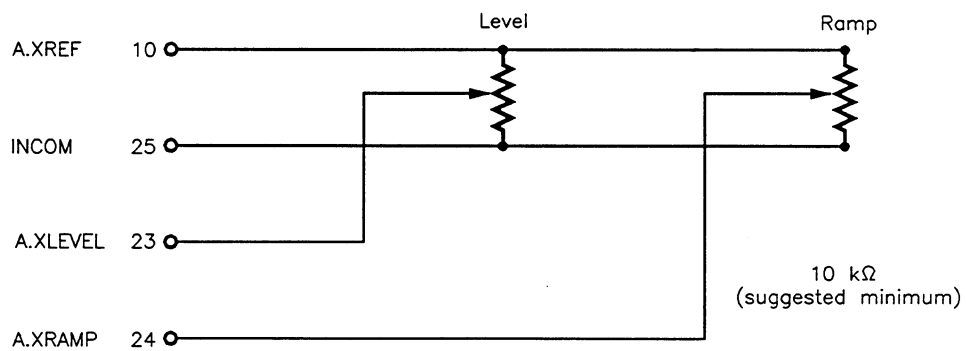 Level
Ramp
A.XREF 10
INCOM 25
A.XLEVEL 23
10 kΩ
(suggested minimum)
A.XRAMP 24